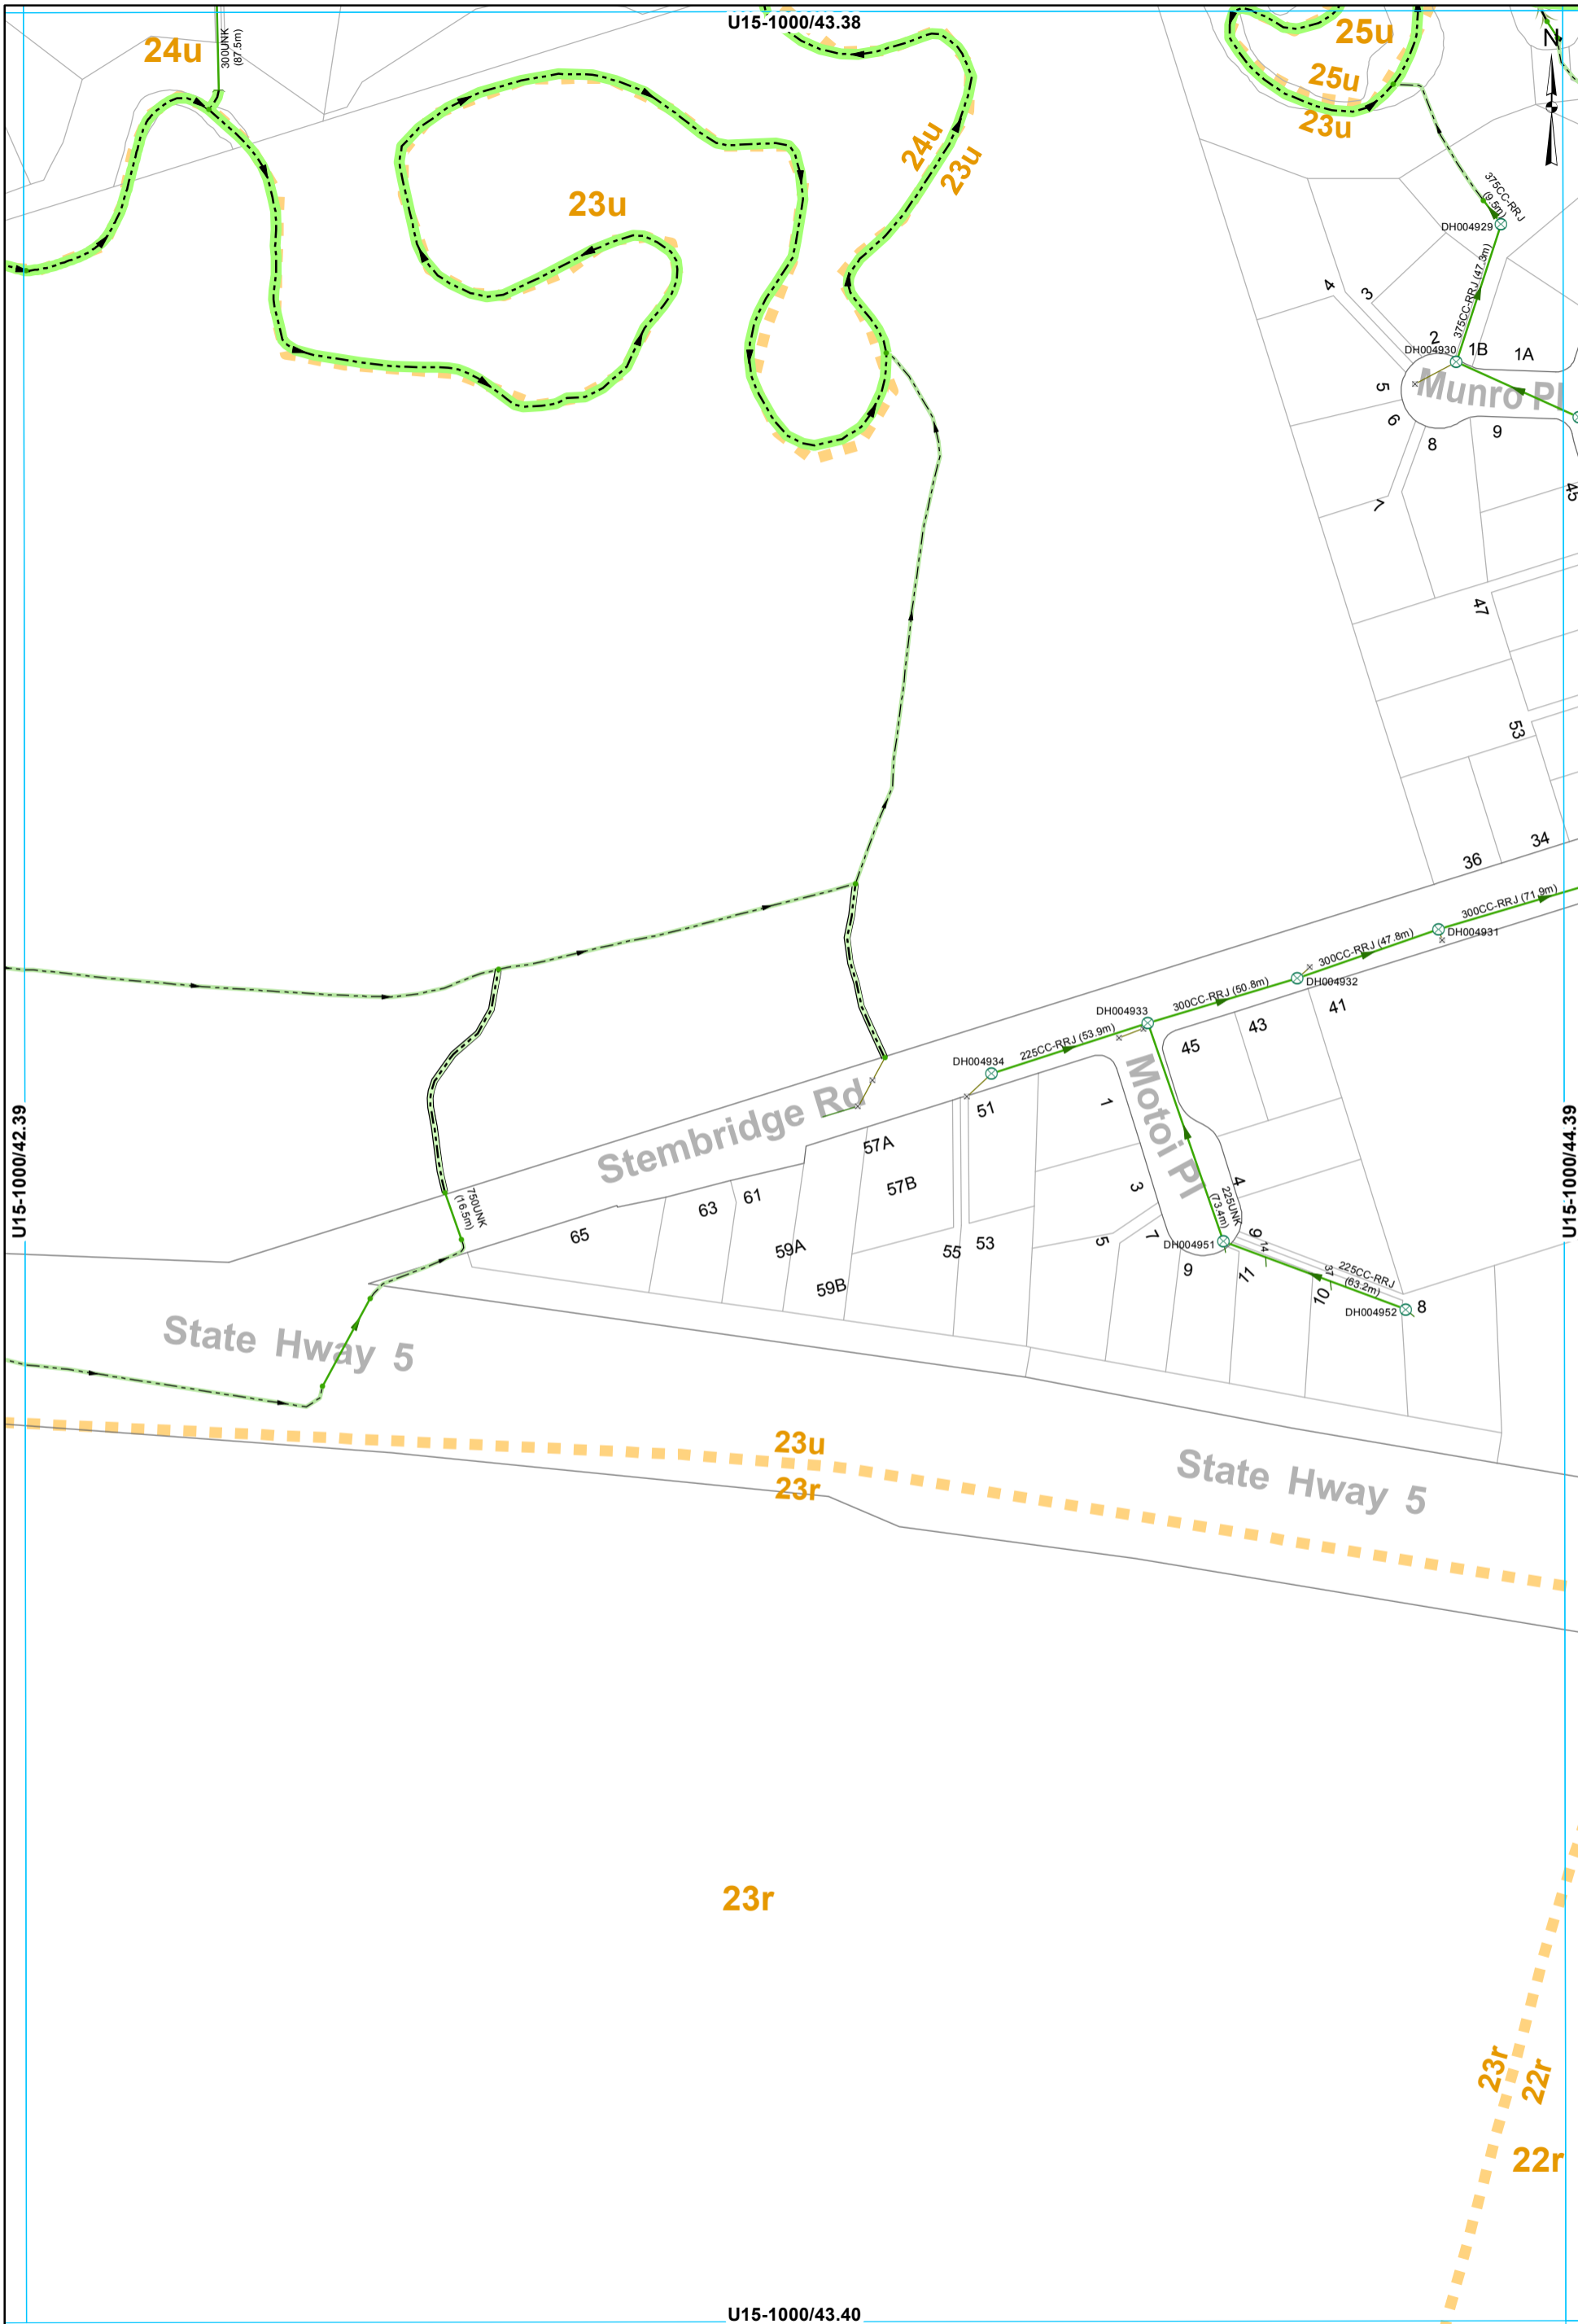 U15-1000/43.38
24u
300UNK
(87.5m)
25u
25u
23u
N
24u
23u
23u
375CC-RRJ
(9.5m)
DH004929
375CC-RRJ (47.3m)
4
3
2
DH004930
1B
1A
Munro Pl
5
6
8
9
7
45
47
53
36
34
300CC-RRJ (71.9m)
DH004931
300CC-RRJ (47.8m)
DH004932
300CC-RRJ (50.8m)
DH004933
225CC-RRJ (53.9m)
DH004934
41
43
45
Motoi Pl
1
51
Stembridge Rd
57A
57B
U15-1000/42.39
U15-1000/44.39
750UNK
(16.5m)
63
61
65
59A
59B
55
53
3
5
7
4
225UNK
(73.4m)
DH004951
9
11
9
14
37
10
225CC-RRJ
(63.2m)
DH004952
8
State Hway 5
23u
23r
State Hway 5
23r
23r
22r
22r
U15-1000/43.40